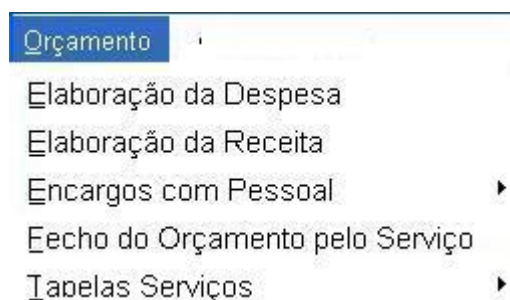 Orçamento
Elaboração da Despesa
Elaboração da Receita
Encargos com Pessoal
Fecho do Orçamento pelo Serviço
Tabelas Serviços